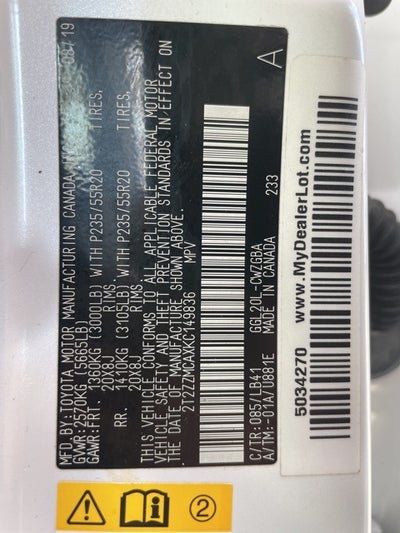 MFD.BY:TOYOTA MOTOR MANUFACTURING CANADA 08/19
GVWR:2570KG (5665LB)
GAWR:FRT. 1360KG (3000LB) WITH P235/55R20 TIRES,
20X8J RIMS,
RR. 1410KG (3105LB) WITH P235/55R20 TIRES,
20X8J RIMS,
THIS VEHICLE CONFORMS TO ALL APPLICABLE FEDERAL MOTOR
VEHICLE SAFETY AND THEFT PREVENTION STANDARDS IN EFFECT ON
THE DATE OF MANUFACTURE SHOWN ABOVE.
2T2ZZMCAXKC149836 MPV
A
C/TR:085/LB41 GGL20L-CWZGBA
A/TM:-01A/U881E MADE IN CANADA 233
5034270 www.MyDealerLot.com
2